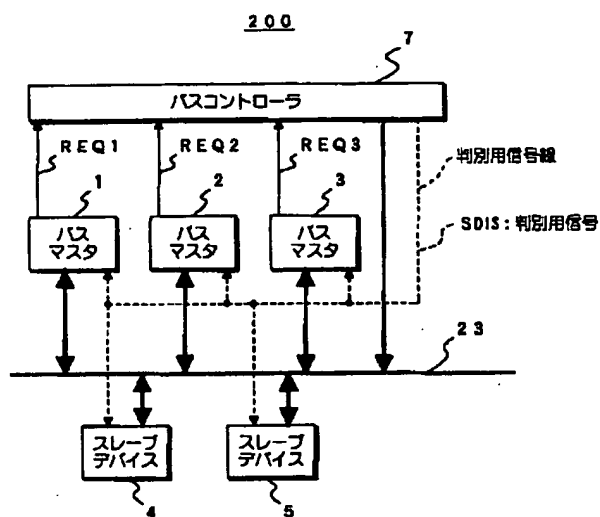 200
7
バスコントローラ
REQ1
REQ2
REQ3
判別用信号線
1
2
3
バス
マスタ
バス
マスタ
バス
マスタ
SDIS:判別用信号
23
スレーブ
デバイス
スレーブ
デバイス
4
5